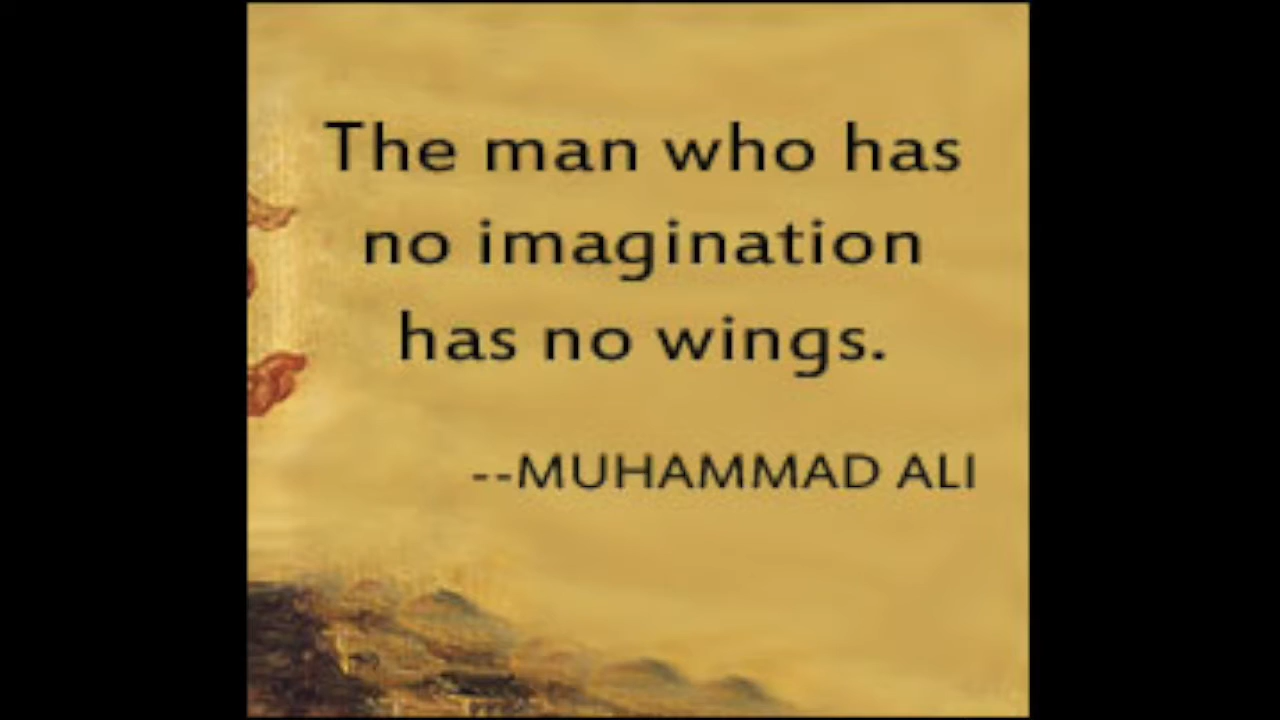 The man who has
no imagination
has no wings.
--MUHAMMAD ALI